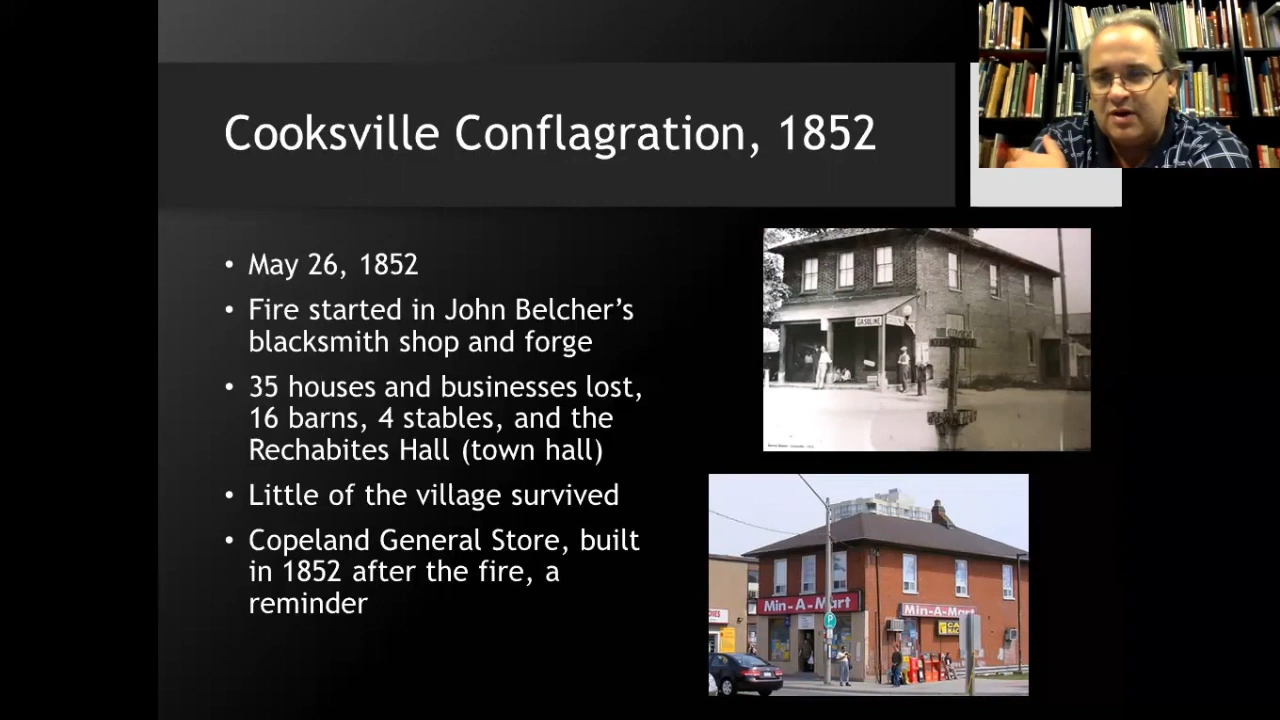 Cooksville Conflagration, 1852
• May 26, 1852
• Fire started in John Belcher’s
blacksmith shop and forge
• 35 houses and businesses lost,
16 barns, 4 stables, and the
Rechabites Hall (town hall)
• Little of the village survived
• Copeland General Store, built
in 1852 after the fire, a
reminder
GASOLINE
Min-A-Mart
Min-A-Mart
P